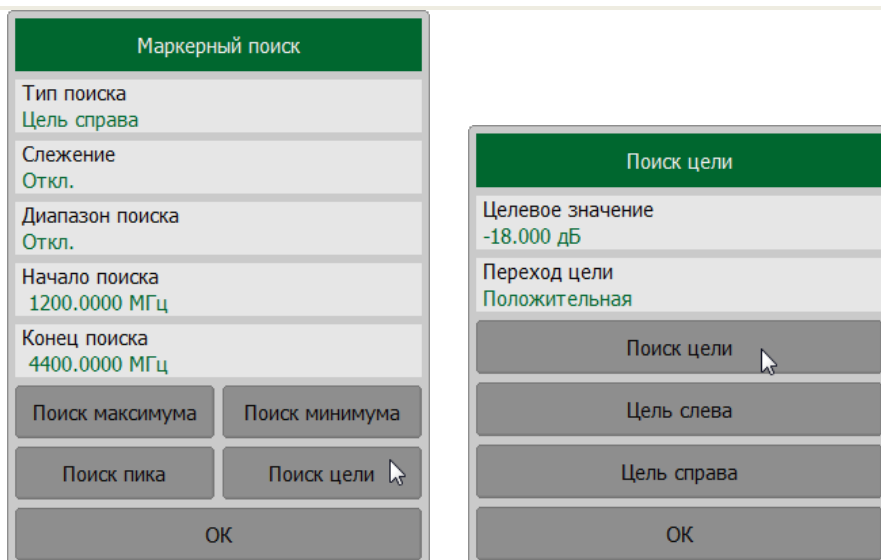 Маркерный поиск
Тип поиска
Цель справа
Слежение
Откл.
Диапазон поиска
Откл.
Начало поиска
1200.0000 МГц
Конец поиска
4400.0000 МГц
Поиск максимума
Поиск минимума
Поиск пика
Поиск цели
ОК
Поиск цели
Целевое значение
-18.000 дБ
Переход цели
Положительная
Поиск цели
Цель слева
Цель справа
ОК